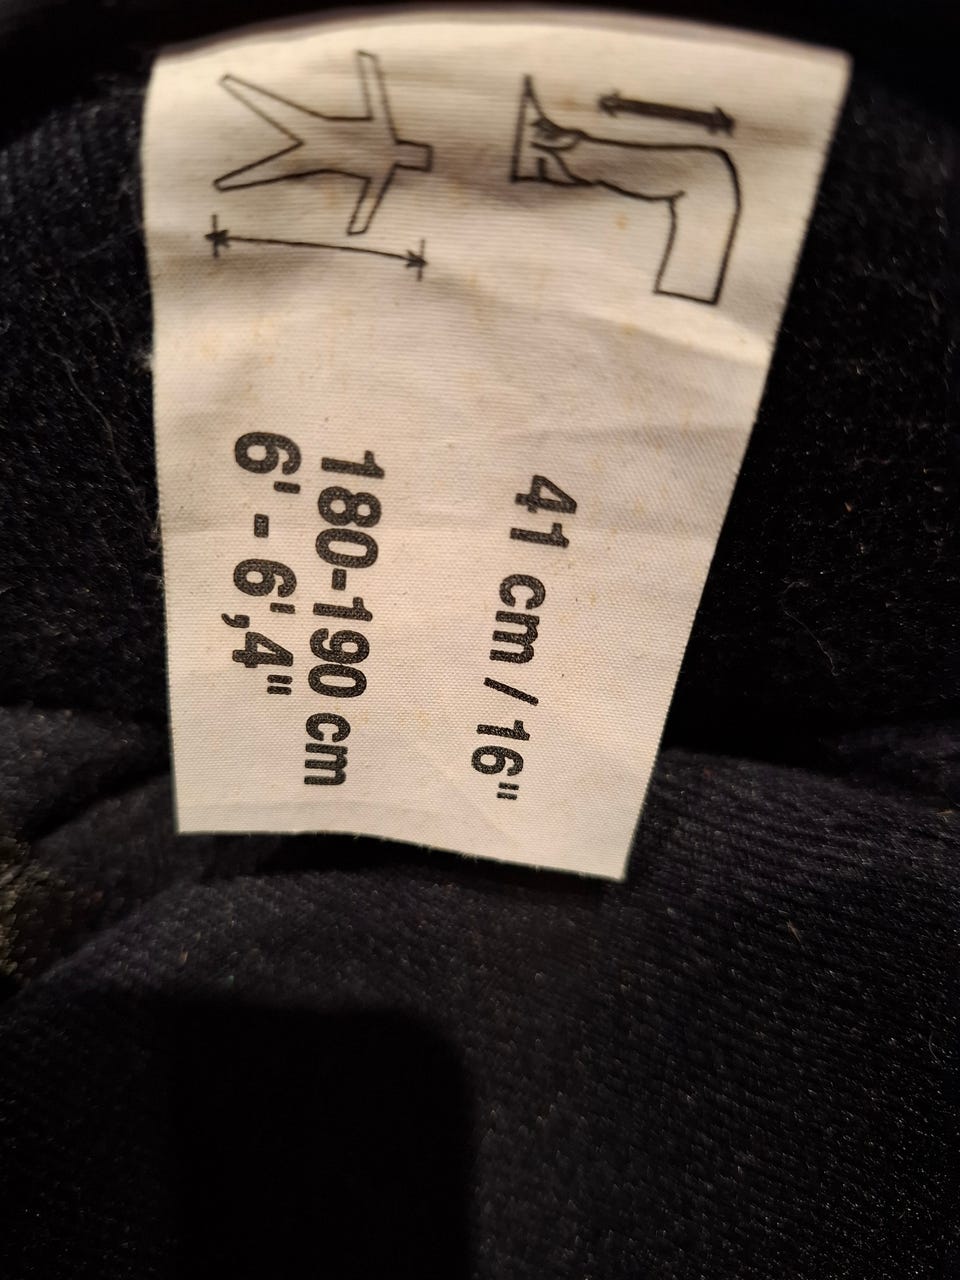 41 cm / 16"
180-190 cm
6' - 6',4"